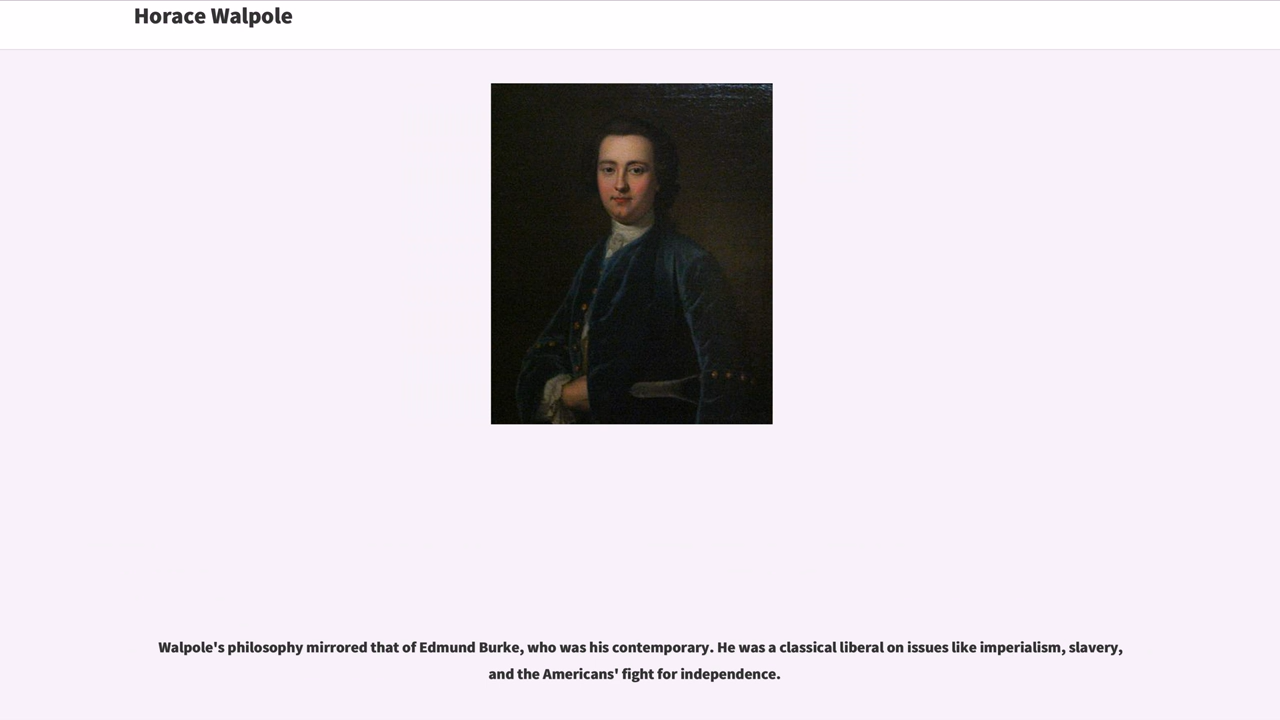 Horace Walpole
Walpole's philosophy mirrored that of Edmund Burke, who was his contemporary. He was a classical liberal on issues like imperialism, slavery,
and the Americans' fight for independence.